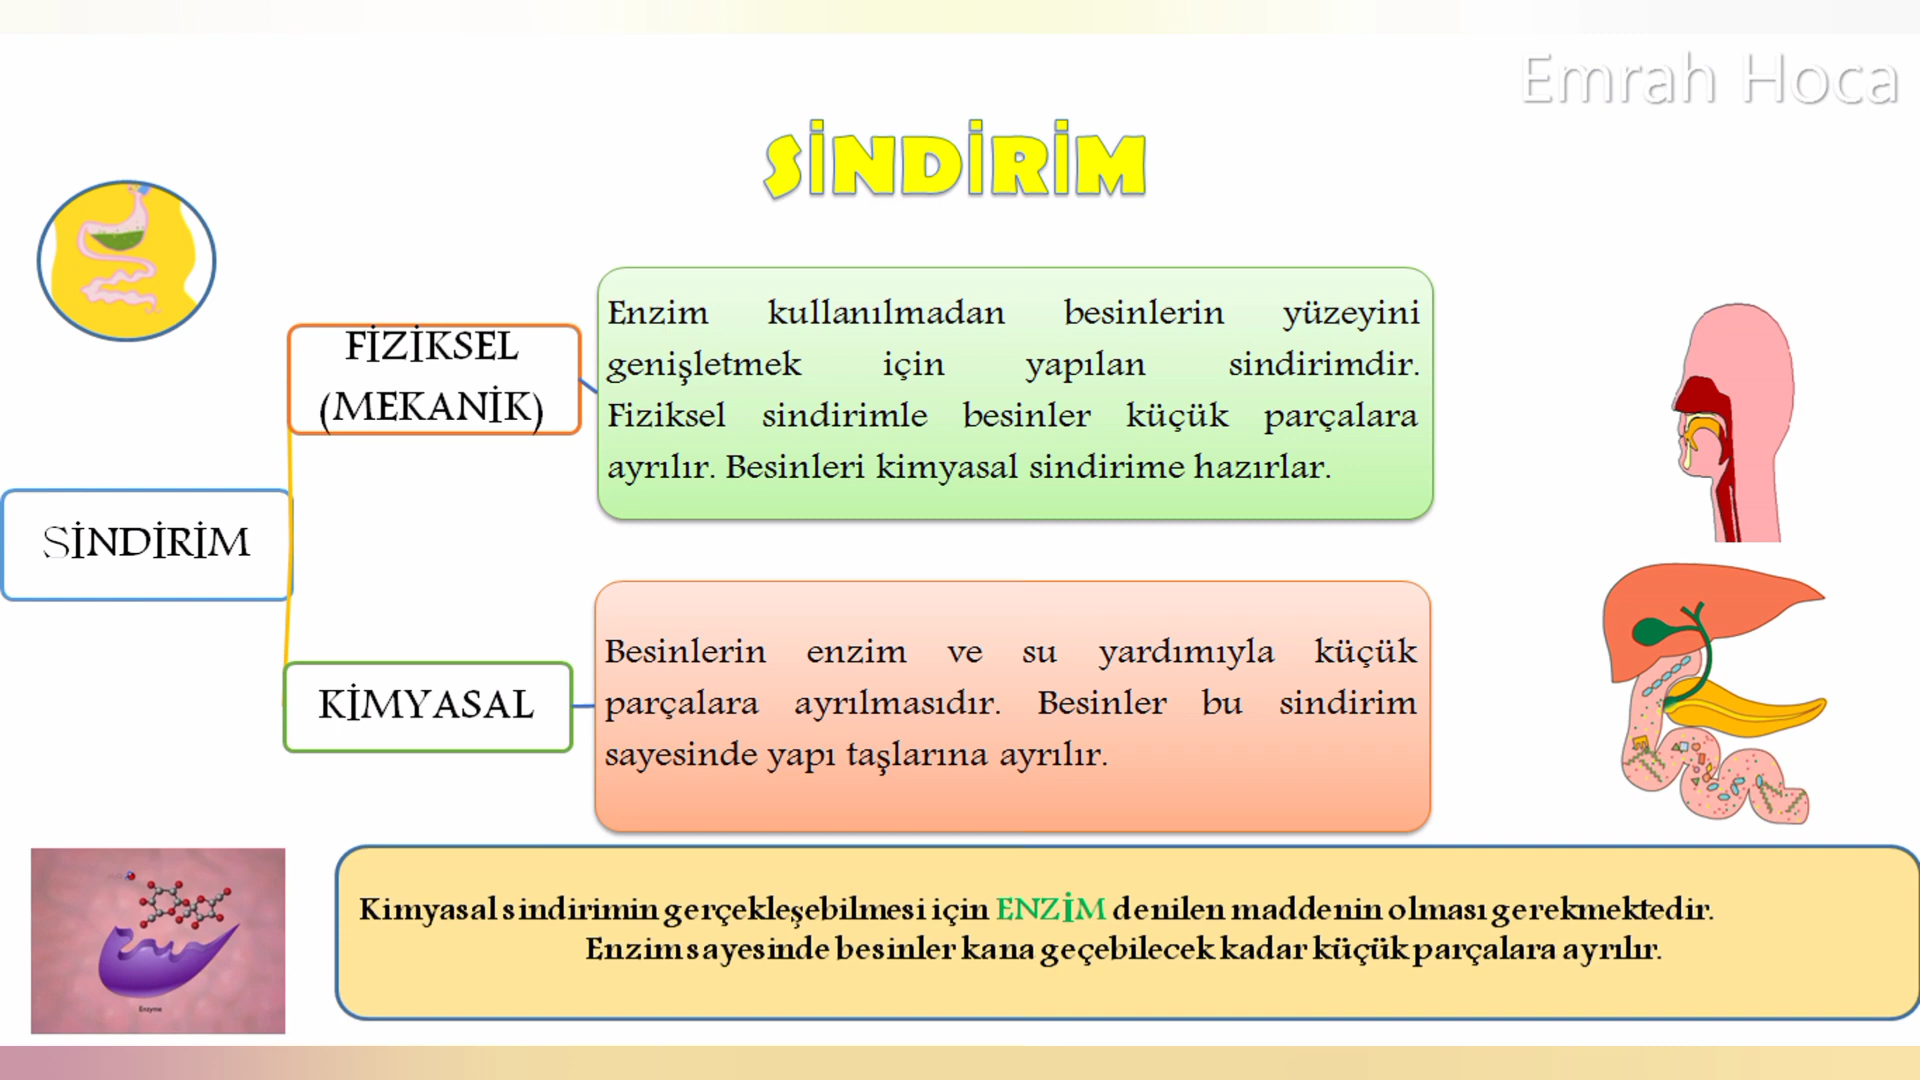 Emrah Hoca
SİNDİRİM
FİZİKSEL
(MEKANİK)
Enzim kullanılmadan besinlerin yüzeyini
genişletmek için yapılan sindirimdir.
Fiziksel sindirimle besinler küçük parçalara
ayrılır. Besinleri kimyasal sindirime hazırlar.
SİNDİRİM
KİMYASAL
Besinlerin enzim ve su yardımıyla küçük
parçalara ayrılmasıdır. Besinler bu sindirim
sayesinde yapı taşlarına ayrılır.
Kimyasal sindirimin gerçekleşebilmesi için ENZİM denilen maddenin olması gerekmektedir.
Enzim sayesinde besinler kana geçebilecek kadar küçük parçalara ayrılır.
Enzyme